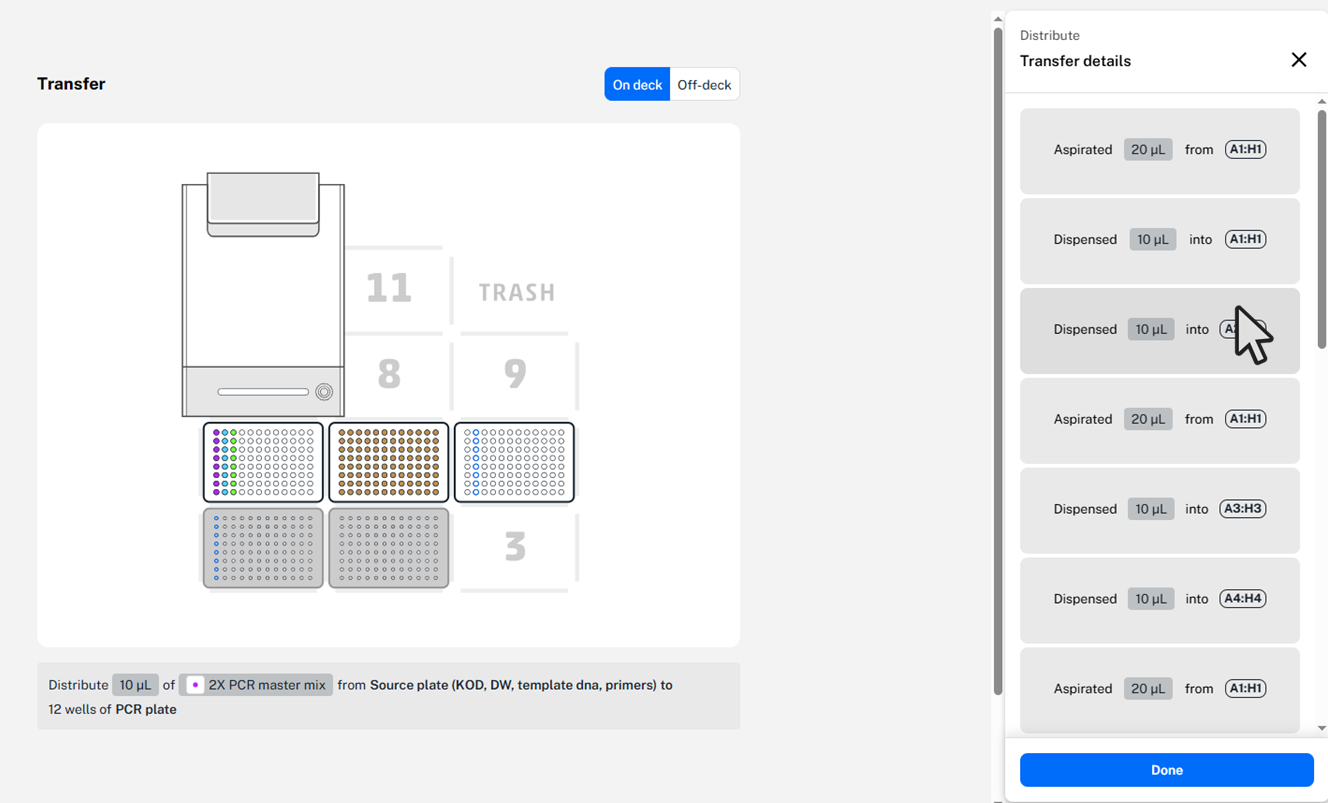 Transfer
On deck
Off-deck
11
TRASH
8
9
3
Distribute 10 µL of 2X PCR master mix from Source plate (KOD, DW, template dna, primers) to
12 wells of PCR plate
Distribute
Transfer details
Aspirated 20 µL from A1:H1
Dispensed 10 µL into A1:H1
Dispensed 10 µL into
Aspirated 20 µL from A1:H1
Dispensed 10 µL into A3:H3
Dispensed 10 µL into A4:H4
Aspirated 20 µL from A1:H1
Done